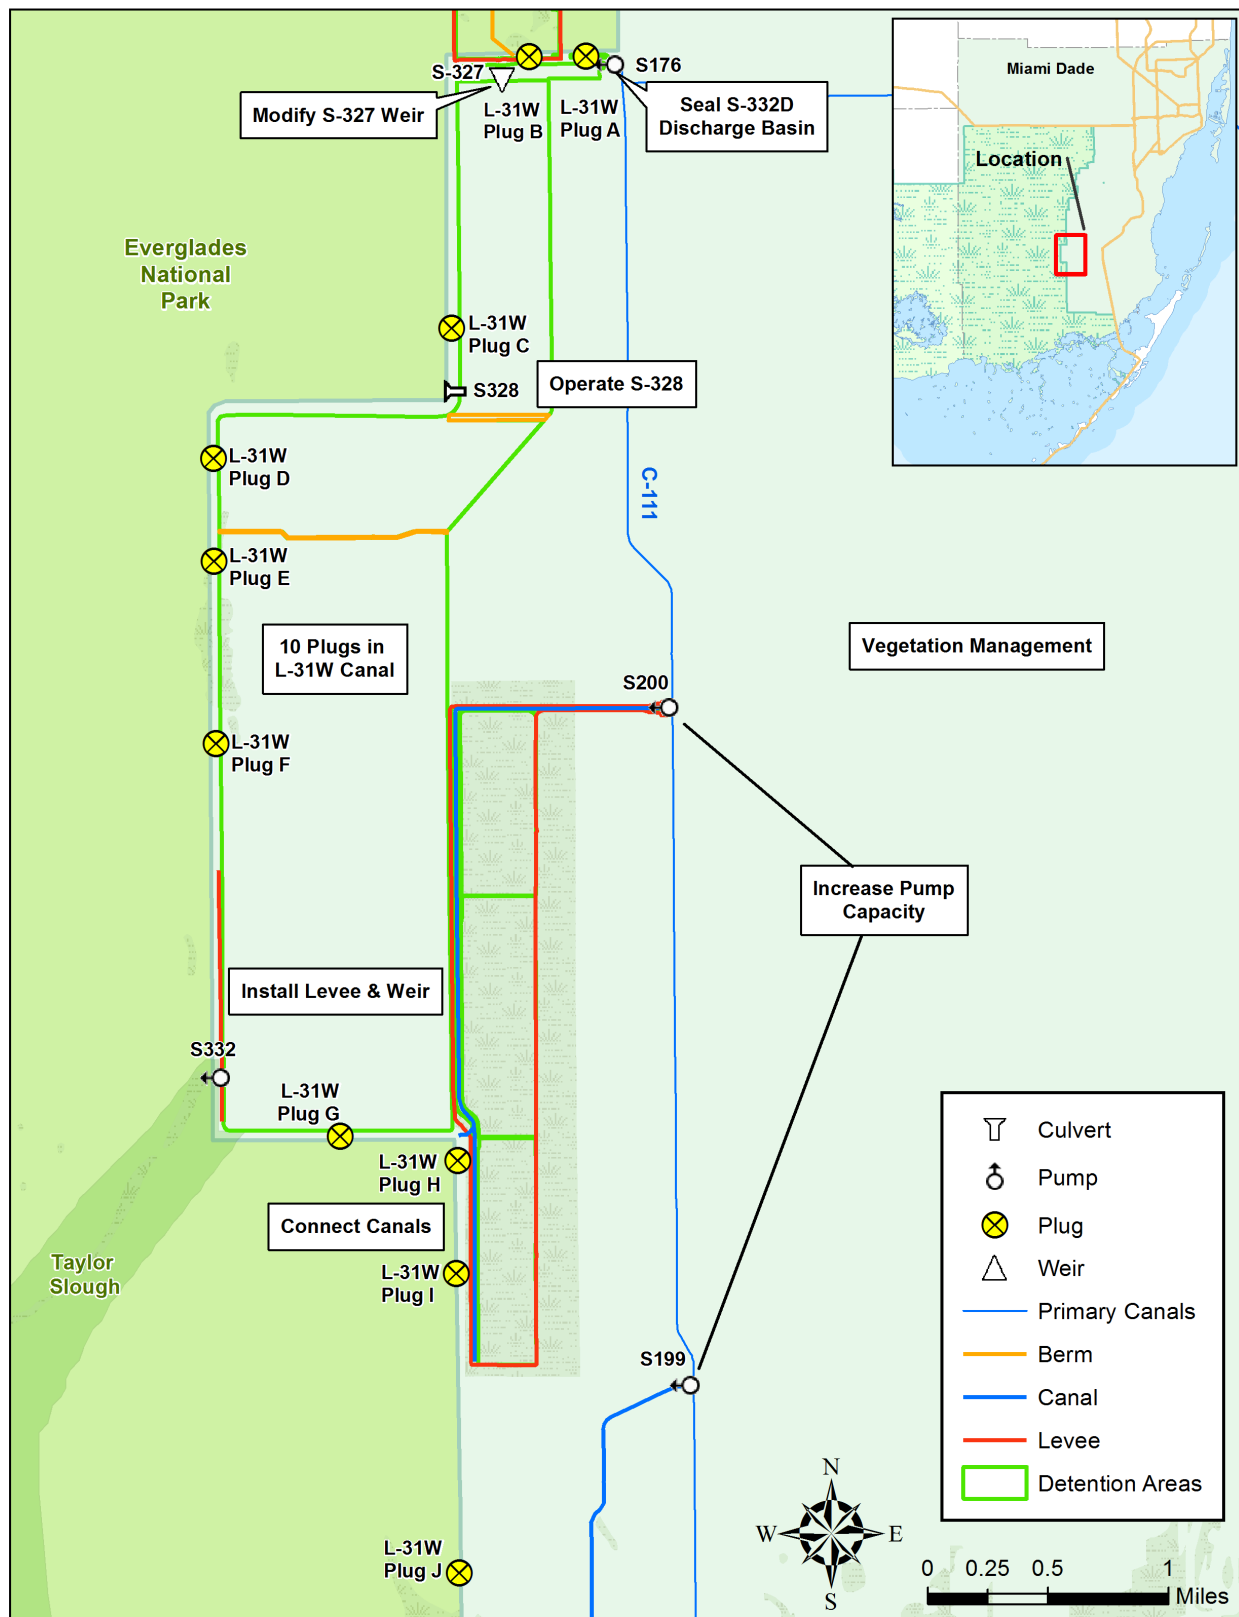 S-327
S176
Modify S-327 Weir
L-31W
Plug B
L-31W
Plug A
Seal S-332D
Discharge Basin
Miami Dade
Location
Everglades
National
Park
L-31W
Plug C
S328
Operate S-328
L-31W
Plug D
C-111
L-31W
Plug E
10 Plugs in
L-31W Canal
Vegetation Management
S200
L-31W
Plug F
Increase Pump
Capacity
Install Levee & Weir
S332
L-31W
Plug G
L-31W
Plug H
Connect Canals
Taylor
Slough
L-31W
Plug I
S199
L-31W
Plug J
Culvert
Pump
Plug
Weir
Primary Canals
Berm
Canal
Levee
Detention Areas
N
W
E
S
0 0.25 0.5 1
Miles